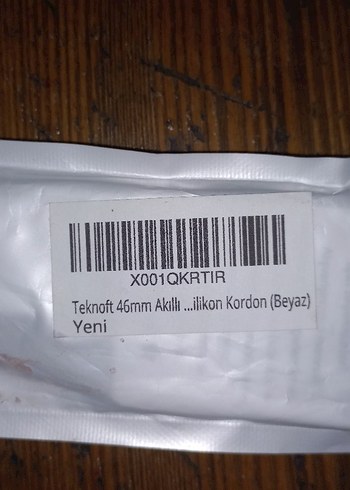 X001QKRTIR
Teknoft 46mm Akıllı ...ilikon Kordon (Beyaz)
Yeni